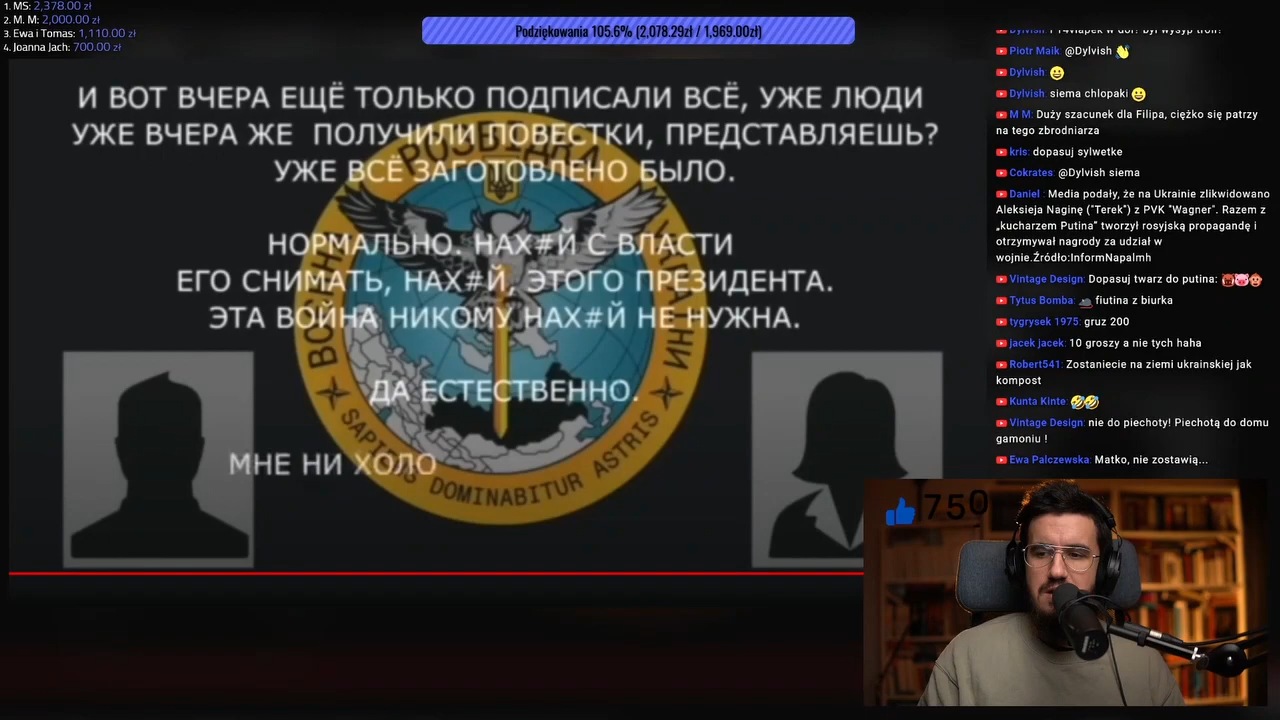 1. MS: 2,378.00 zł
2. M. M: 2,000.00 zł
3. Ewa i Tomas: 1,110.00 zł
4. Joanna Jach: 700.00 zł
Podziękowania 105.6% (2,078.29zł / 1,969.00zł)
И ВОТ ВЧЕРА ЕЩЁ ТОЛЬКО ПОДПИСАЛИ ВСЁ, УЖЕ ЛЮДИ
УЖЕ ВЧЕРА ЖЕ ПОЛУЧИЛИ ПОВЕСТКИ, ПРЕДСТАВЛЯЕШЬ?
УЖЕ ВСЁ ЗАГОТОВЛЕНО БЫЛО.
НОРМАЛЬНО. НАХ#Й С ВЛАСТИ
ЕГО СНИМАТЬ, НАХ#Й, ЭТОГО ПРЕЗИДЕНТА.
ЭТА ВОЙНА НИКОМУ НАХ#Й НЕ НУЖНА.
ДА ЕСТЕСТВЕННО.
МНЕ НИ ХОЛО
SAPIENS DOMINABITUR ASTRIS
Dylvish:
Piotr Maik: @Dylvish 👋
Dylvish: 😀
Dylvish: siema chlopaki 😀
M M: Duży szacunek dla Filipa, ciężko się patrzy
na tego zbrodniarza
kris: dopasuj sylwetke
Cokrates: @Dylvish siema
Daniel : Media podały, że na Ukrainie zlikwidowano
Aleksieja Naginę ("Terek") z PVK "Wagner". Razem z
„kucharzem Putina" tworzył rosyjską propagandę i
otrzymywał nagrody za udział w
wojnie.Źródło:InformNapalmh
Vintage Design: Dopasuj twarz do putina: 👹🐷🐵
Tytus Bomba: fiutina z biurka
tygrysek 1975: gruz 200
jacek jacek: 10 groszy a nie tych haha
Robert541: Zostaniecie na ziemi ukrainskiej jak
kompost
Kunta Kinte: 🤣🤣
Vintage Design: nie do piechoty! Piechotą do domu
gamoniu !
Ewa Palczewska: Matko, nie zostawią...
750